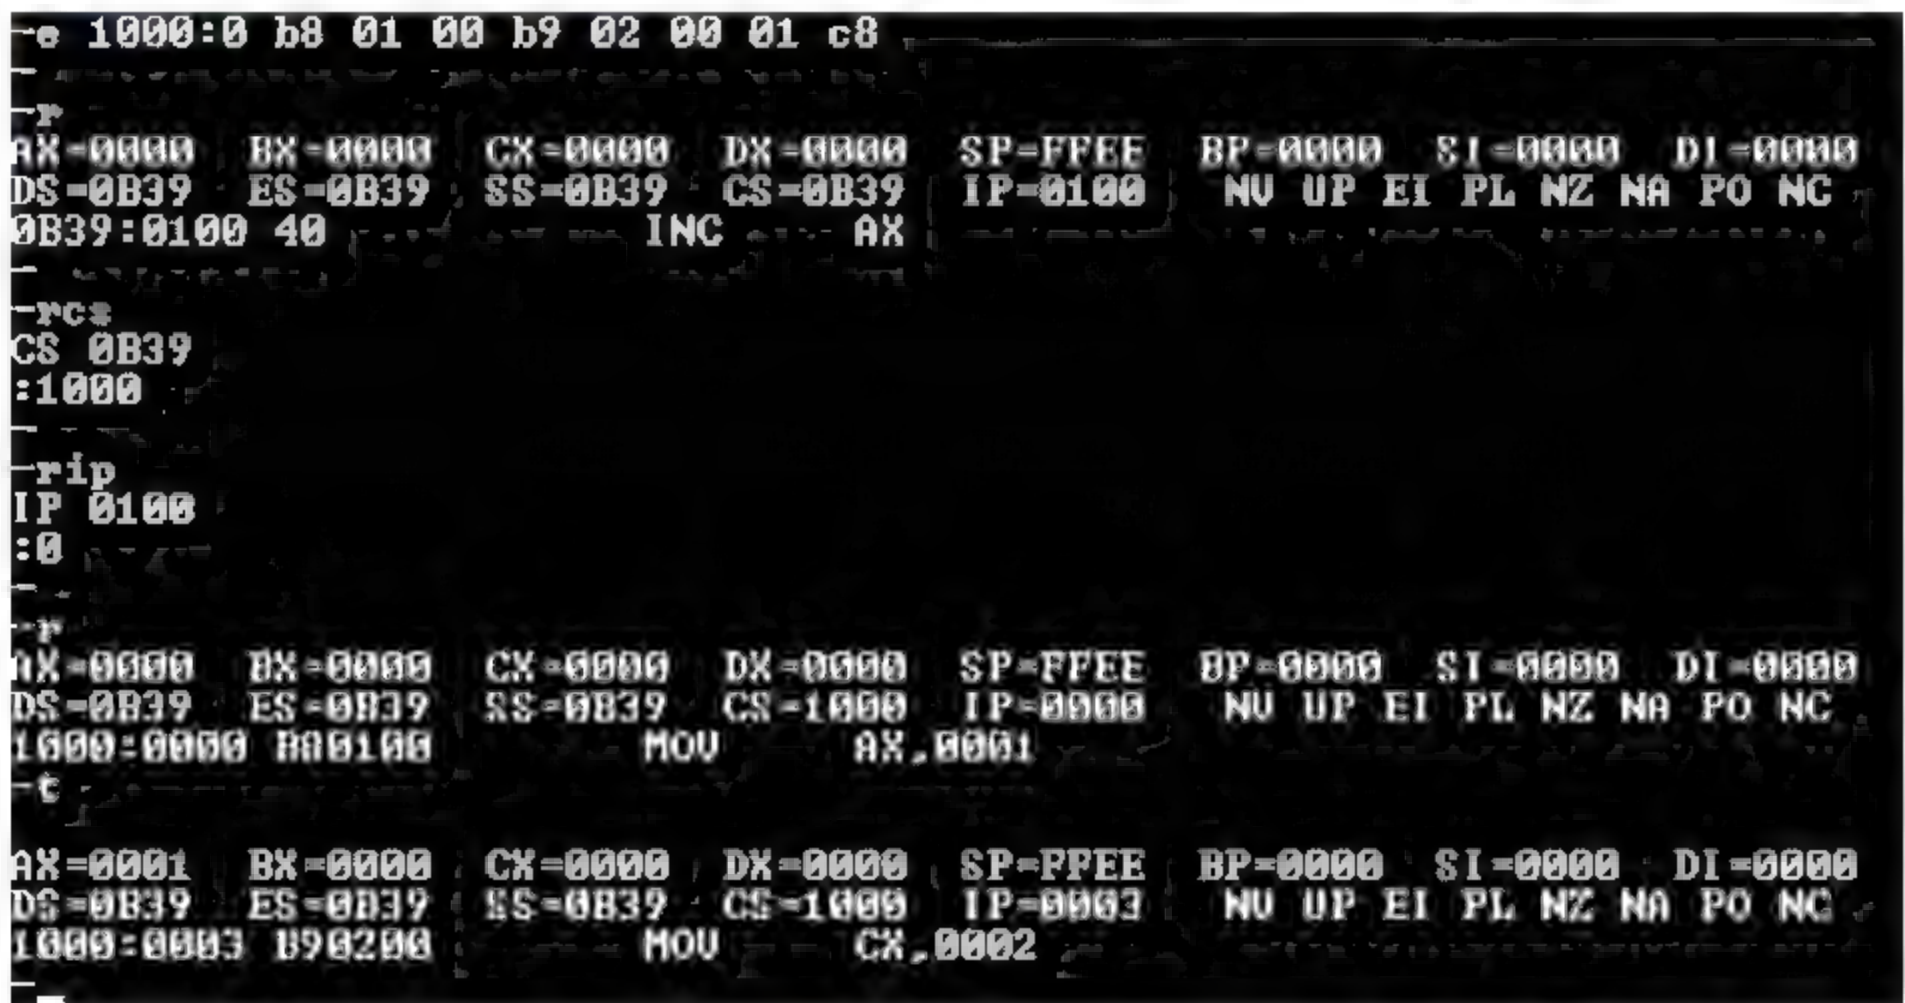 -e 1000:0 b8 01 00 b9 02 00 01 c8
-
-r
AX=0000 BX=0000 CX=0000 DX=0000 SP=FFEE BP=0000 SI=0000 DI=0000
DS=0B39 ES=0B39 SS=0B39 CS=0B39 IP=0100 NV UP EI PL NZ NA PO NC
0B39:0100 40 INC AX
-
-rcs
CS 0B39
:1000
-
-rip
IP 0100
:0
-
-r
AX=0000 BX=0000 CX=0000 DX=0000 SP=FFEE BP=0000 SI=0000 DI=0000
DS=0B39 ES=0B39 SS=0B39 CS=1000 IP=0000 NV UP EI PL NZ NA PO NC
1000:0000 B80100 MOV AX,0001
-t
AX=0001 BX=0000 CX=0000 DX=0000 SP=FFEE BP=0000 SI=0000 DI=0000
DS=0B39 ES=0B39 SS=0B39 CS=1000 IP=0003 NV UP EI PL NZ NA PO NC
1000:0003 B90200 MOV CX,0002
-